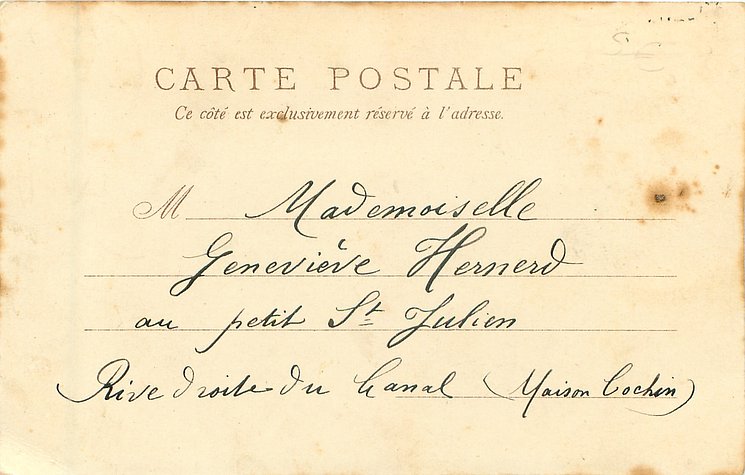 CARTE POSTALE
Ce côté est exclusivement réservé à l'adresse.
M Mademoiselle
Geneviève Hernerd
au petit St Julien
Rive droite du Canal (Maison Cochin)